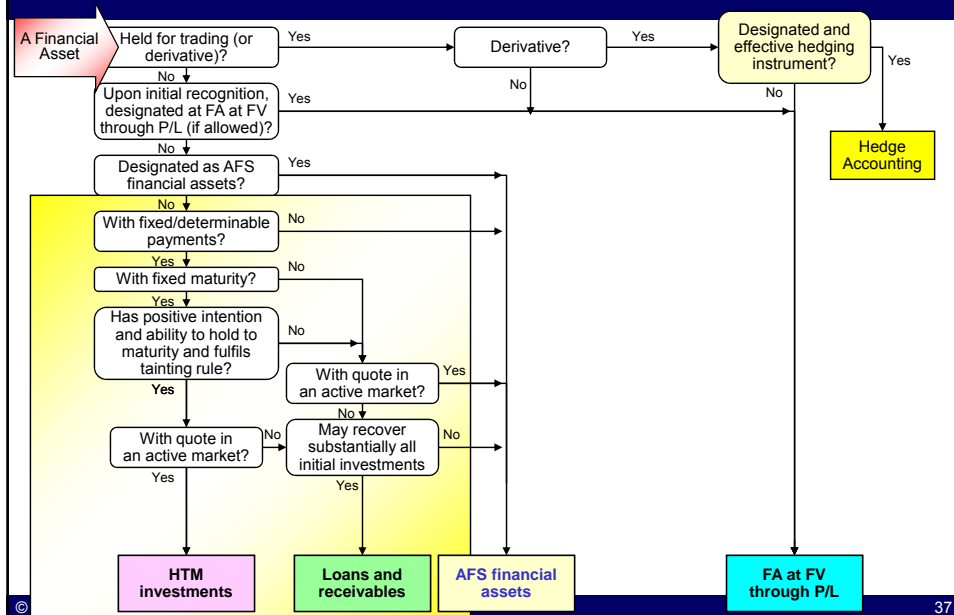 A Financial
Asset
Held for trading (or
derivative)?
Yes
Derivative?
Yes
Designated and
effective hedging
instrument?
Yes
No
No
No
Upon initial recognition,
designated at FA at FV
through P/L (if allowed)?
Yes
Hedge
Accounting
No
Designated as AFS
financial assets?
Yes
No
With fixed/determinable
payments?
No
Yes
With fixed maturity?
No
Yes
Has positive intention
and ability to hold to
maturity and fulfils
tainting rule?
No
With quote in
an active market?
Yes
Yes
No
With quote in
an active market?
No
May recover
substantially all
initial investments
No
Yes
Yes
HTM
investments
Loans and
receivables
AFS financial
assets
FA at FV
through P/L
©
37